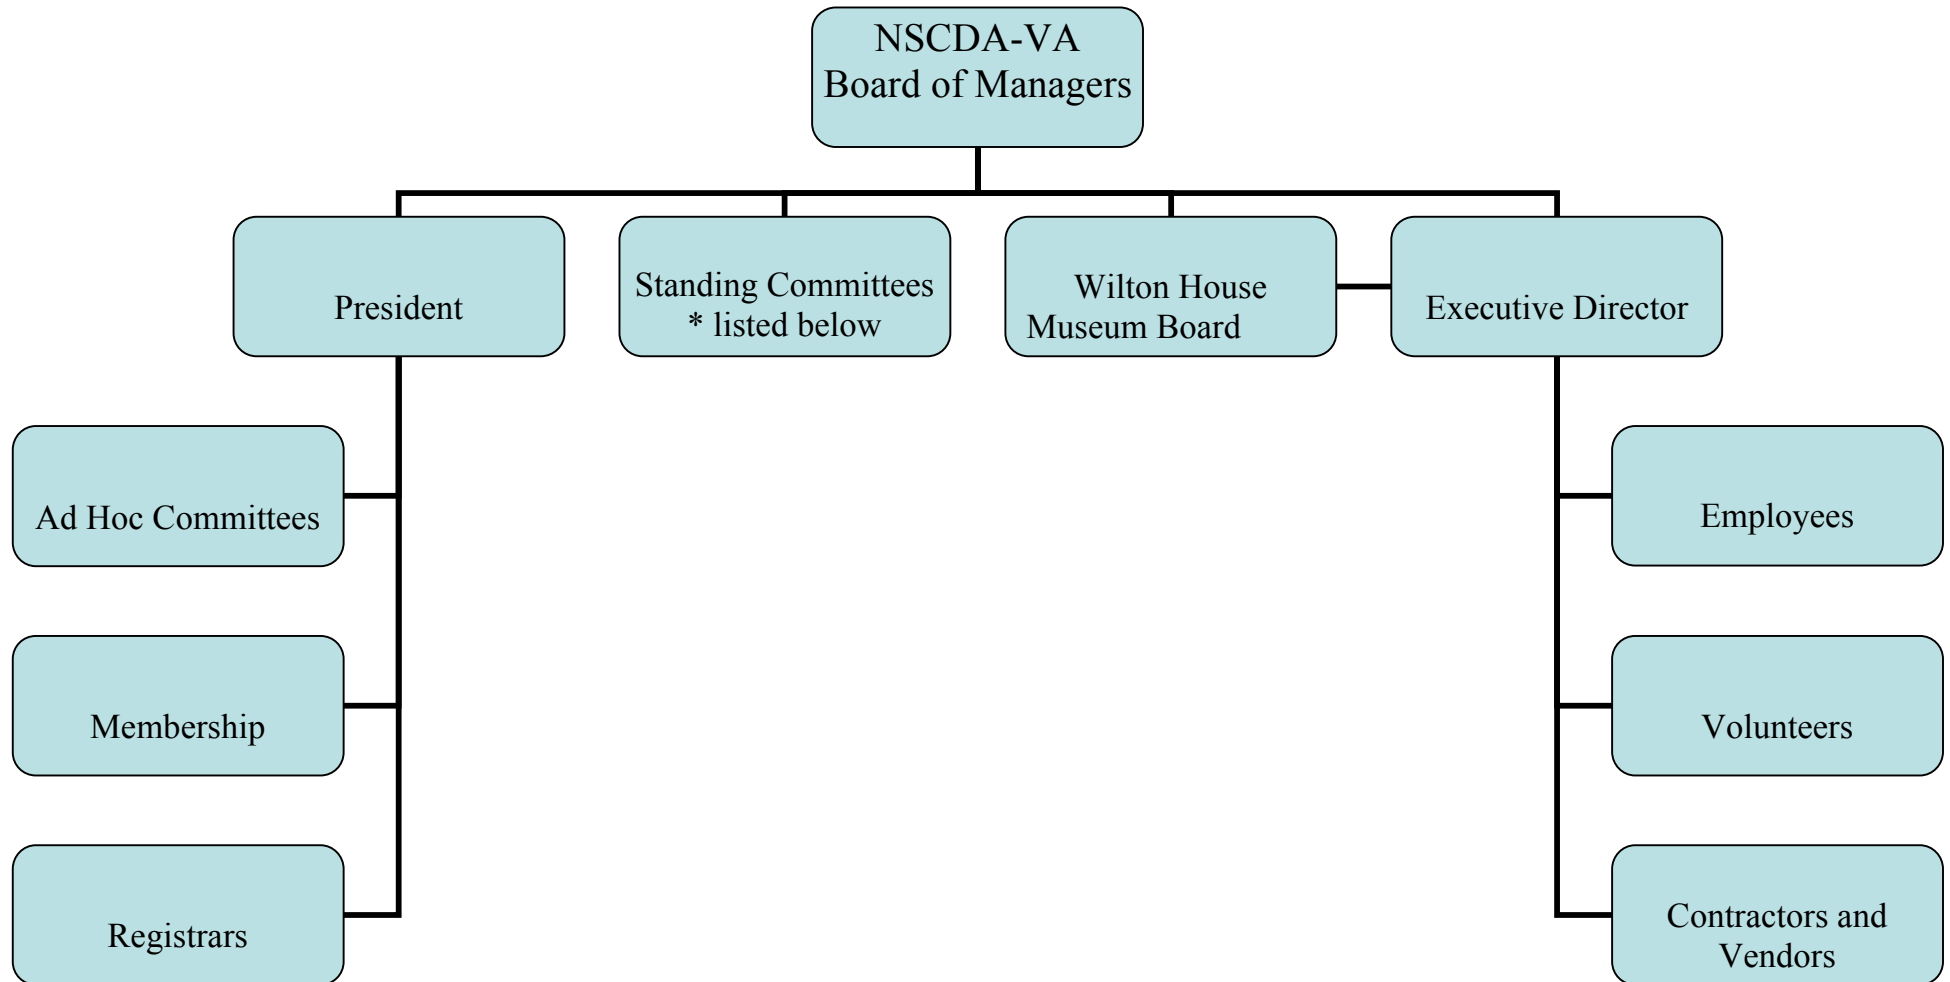 NSCDA-VA
Board of Managers
President
Standing Committees
* listed below
Wilton House
Museum Board
Executive Director
Ad Hoc Committees
Employees
Membership
Volunteers
Registrars
Contractors and
Vendors